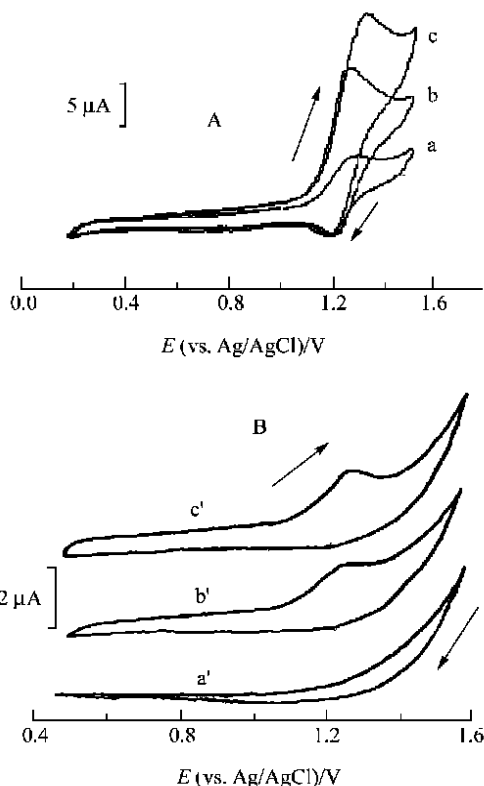 c
5 μA
A
b
a
0.0 0.4 0.8 1.2 1.6
E (vs. Ag/AgCl)/V
B
c'
2 μA
b'
a'
0.4 0.8 1.2 1.6
E (vs. Ag/AgCl)/V